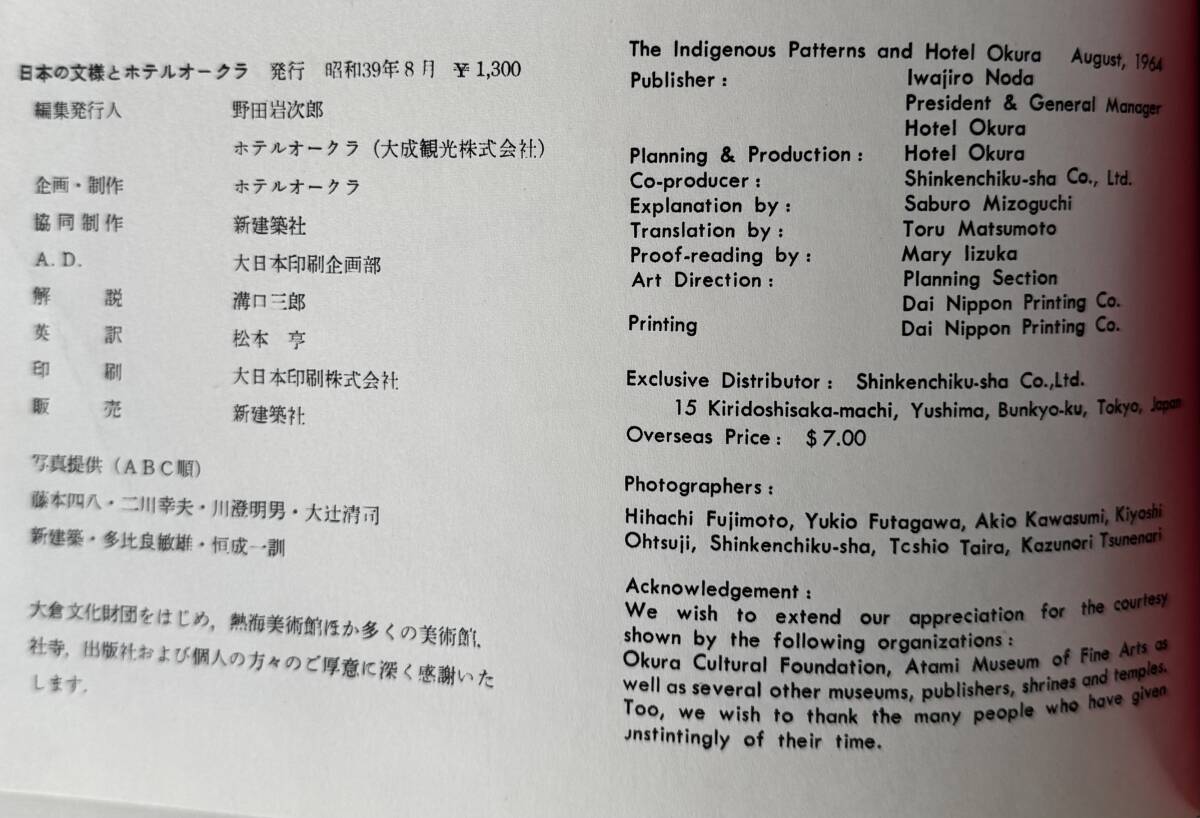 日本の文様とホテルオークラ 発行 昭和39年8月 ¥1,300
編集発行人 野田岩次郎
ホテルオークラ(大成観光株式会社)
企画・制作 ホテルオークラ
協同制作 新建築社
A.D. 大日本印刷企画部
解説 溝口三郎
英訳 松本 亨
印刷 大日本印刷株式会社
販売 新建築社
写真提供(ABC順)
藤本四八・二川幸夫・川澄明男・大辻清司
新建築・多比良敏雄・恒成一訓
大倉文化財団をはじめ,熱海美術館ほか多くの美術館,
社寺,出版社および個人の方々のご厚意に深く感謝いた
します.
The Indigenous Patterns and Hotel Okura August, 1964
Publisher : Iwajiro Noda
President & General Manager
Hotel Okura
Planning & Production : Hotel Okura
Co-producer : Shinkenchiku-sha Co., Ltd.
Explanation by : Saburo Mizoguchi
Translation by : Toru Matsumoto
Proof-reading by : Mary Iizuka
Art Direction : Planning Section
Dai Nippon Printing Co.
Printing Dai Nippon Printing Co.
Exclusive Distributor : Shinkenchiku-sha Co.,Ltd.
15 Kiridoshisaka-machi, Yushima, Bunkyo-ku, Tokyo, Japan
Overseas Price : $7.00
Photographers :
Hihachi Fujimoto, Yukio Futagawa, Akio Kawasumi, Kiyoshi
Ohtsuji, Shinkenchiku-sha, Tcshio Taira, Kazunori Tsunenari
Acknowledgement :
We wish to extend our appreciation for the courtesy
shown by the following organizations :
Okura Cultural Foundation, Atami Museum of Fine Arts as
well as several other museums, publishers, shrines and temples.
Too, we wish to thank the many people who have given
unstintingly of their time.